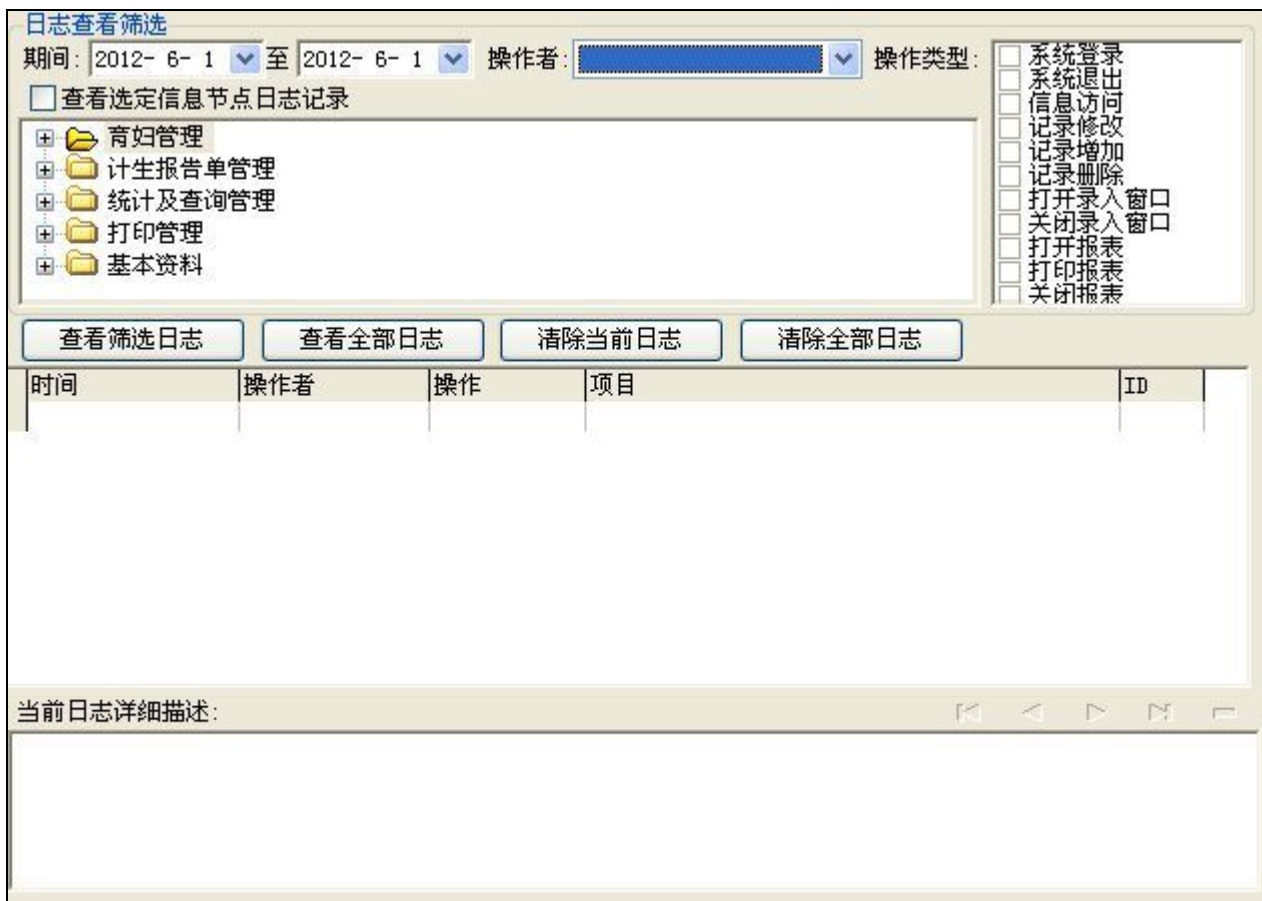 日志查看筛选
期间: 2012- 6- 1 至 2012- 6- 1 操作者: 操作类型:
查看选定信息节点日志记录
育妇管理
计生报告单管理
统计及查询管理
打印管理
基本资料
系统登录
系统退出
信息访问
记录修改
记录增加
记录删除
打开录入窗口
关闭录入窗口
打开报表
打印报表
关闭报表
查看筛选日志 查看全部日志 清除当前日志 清除全部日志
时间 操作者 操作 项目 ID
当前日志详细描述: